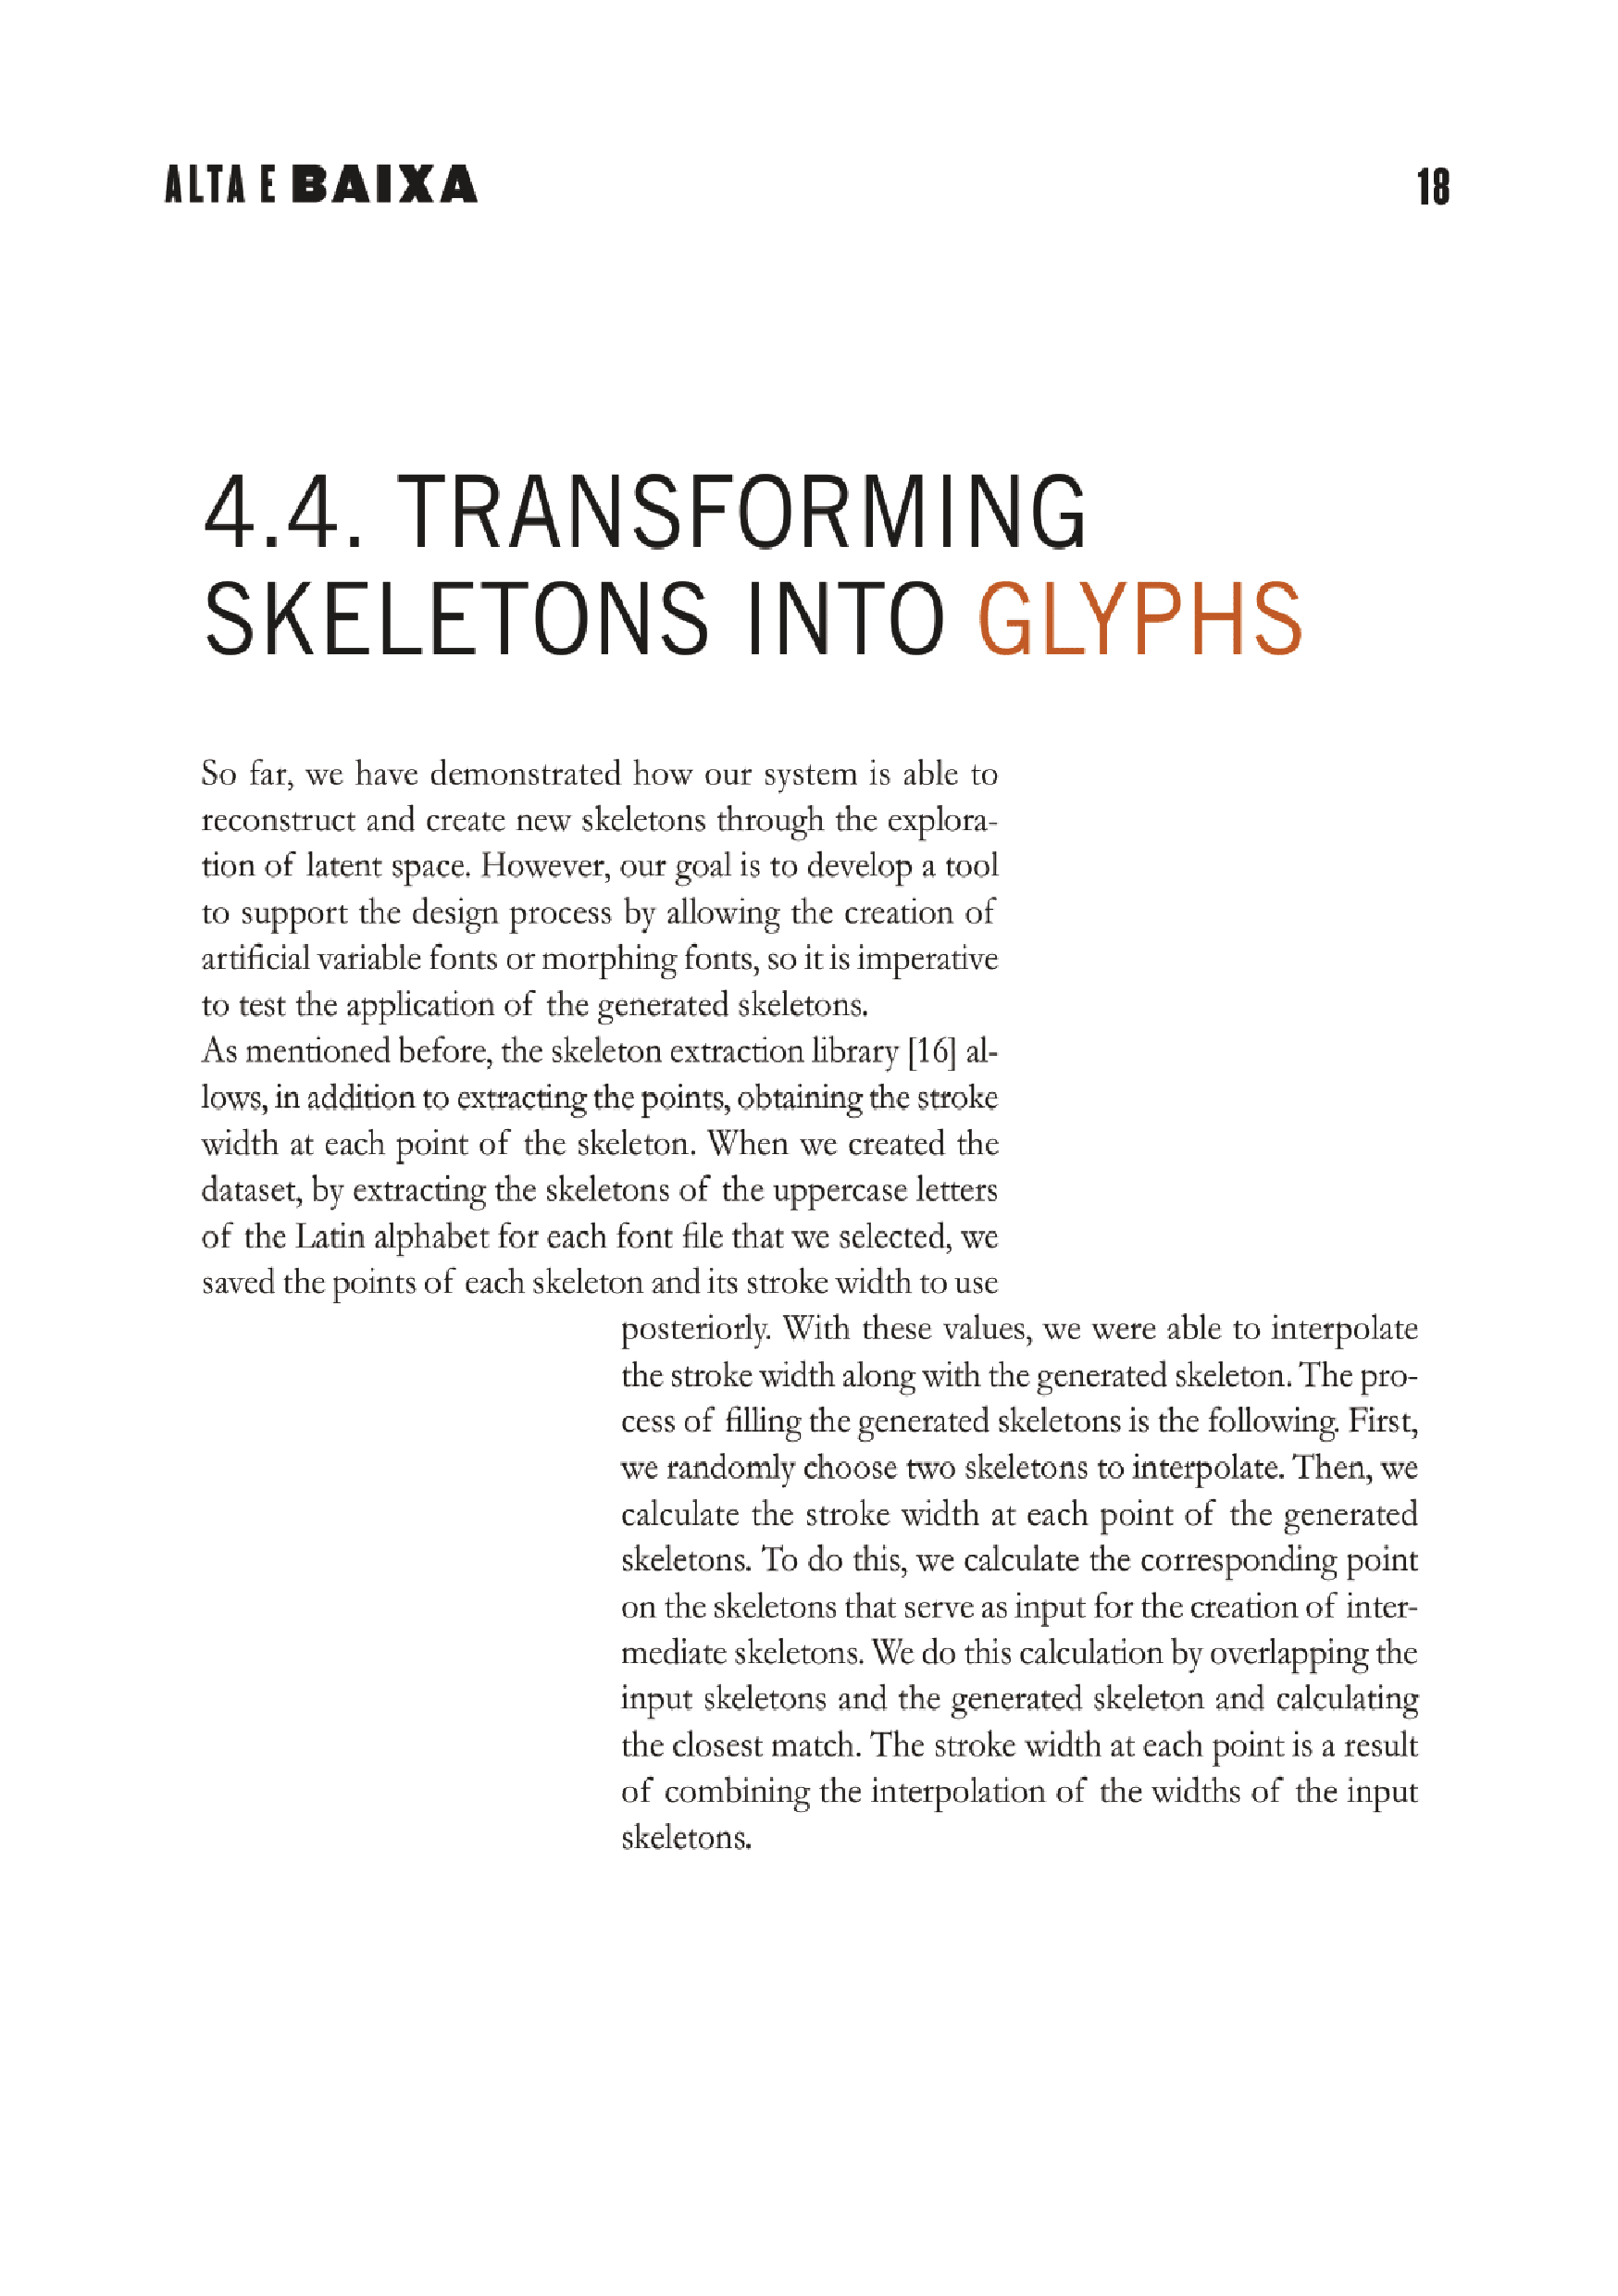 ALTA E BAIXA
18
4.4. TRANSFORMING
SKELETONS INTO GLYPHS
So far, we have demonstrated how our system is able to
reconstruct and create new skeletons through the explora-
tion of latent space. However, our goal is to develop a tool
to support the design process by allowing the creation of
artificial variable fonts or morphing fonts, so it is imperative
to test the application of the generated skeletons.
As mentioned before, the skeleton extraction library [16] al-
lows, in addition to extracting the points, obtaining the stroke
width at each point of the skeleton. When we created the
dataset, by extracting the skeletons of the uppercase letters
of the Latin alphabet for each font file that we selected, we
saved the points of each skeleton and its stroke width to use
posteriorly. With these values, we were able to interpolate
the stroke width along with the generated skeleton. The pro-
cess of filling the generated skeletons is the following. First,
we randomly choose two skeletons to interpolate. Then, we
calculate the stroke width at each point of the generated
skeletons. To do this, we calculate the corresponding point
on the skeletons that serve as input for the creation of inter-
mediate skeletons. We do this calculation by overlapping the
input skeletons and the generated skeleton and calculating
the closest match. The stroke width at each point is a result
of combining the interpolation of the widths of the input
skeletons.